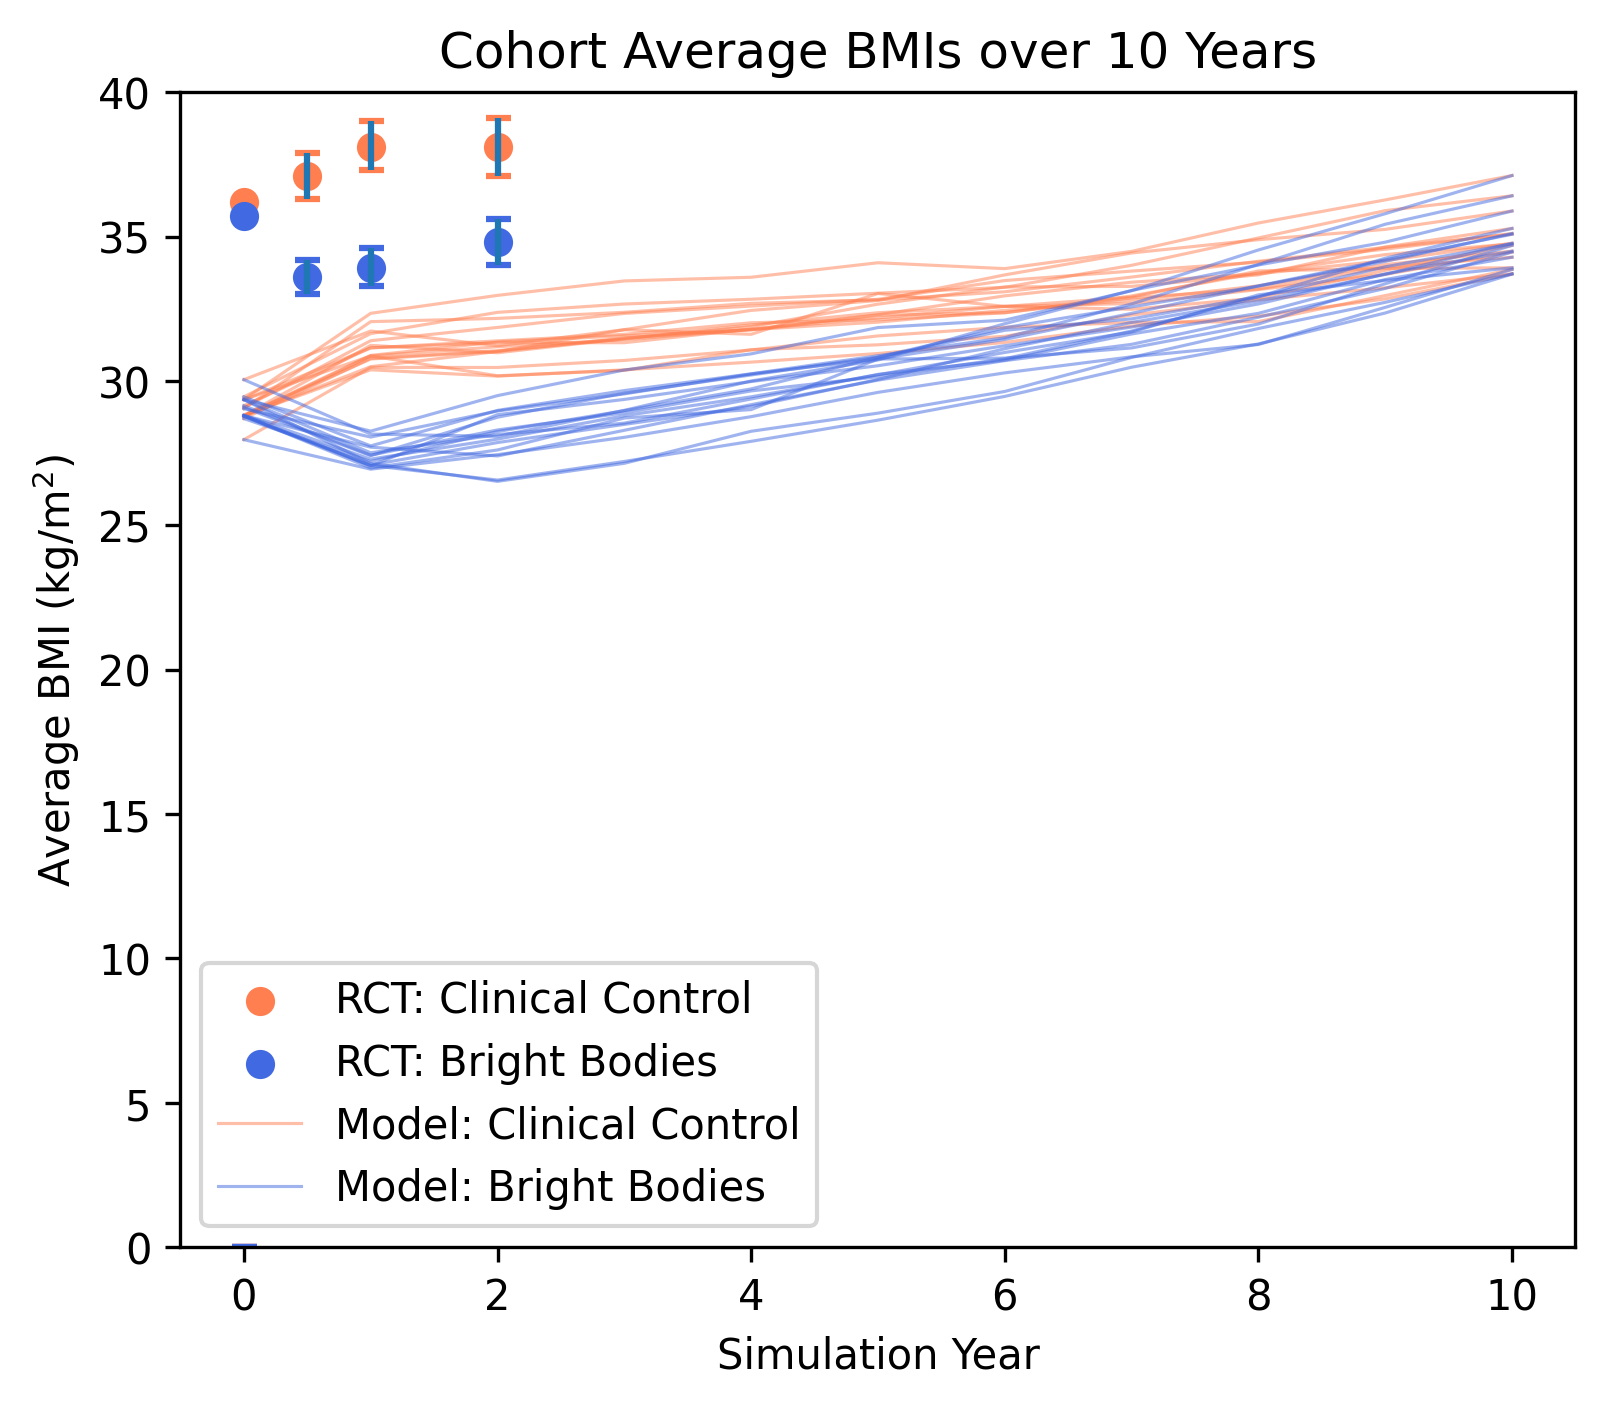 Cohort Average BMIs over 10 Years
40
35
30
25
20
15
10
5
0
Average BMI (kg/m²)
RCT: Clinical Control
RCT: Bright Bodies
Model: Clinical Control
Model: Bright Bodies
0 2 4 6 8 10
Simulation Year